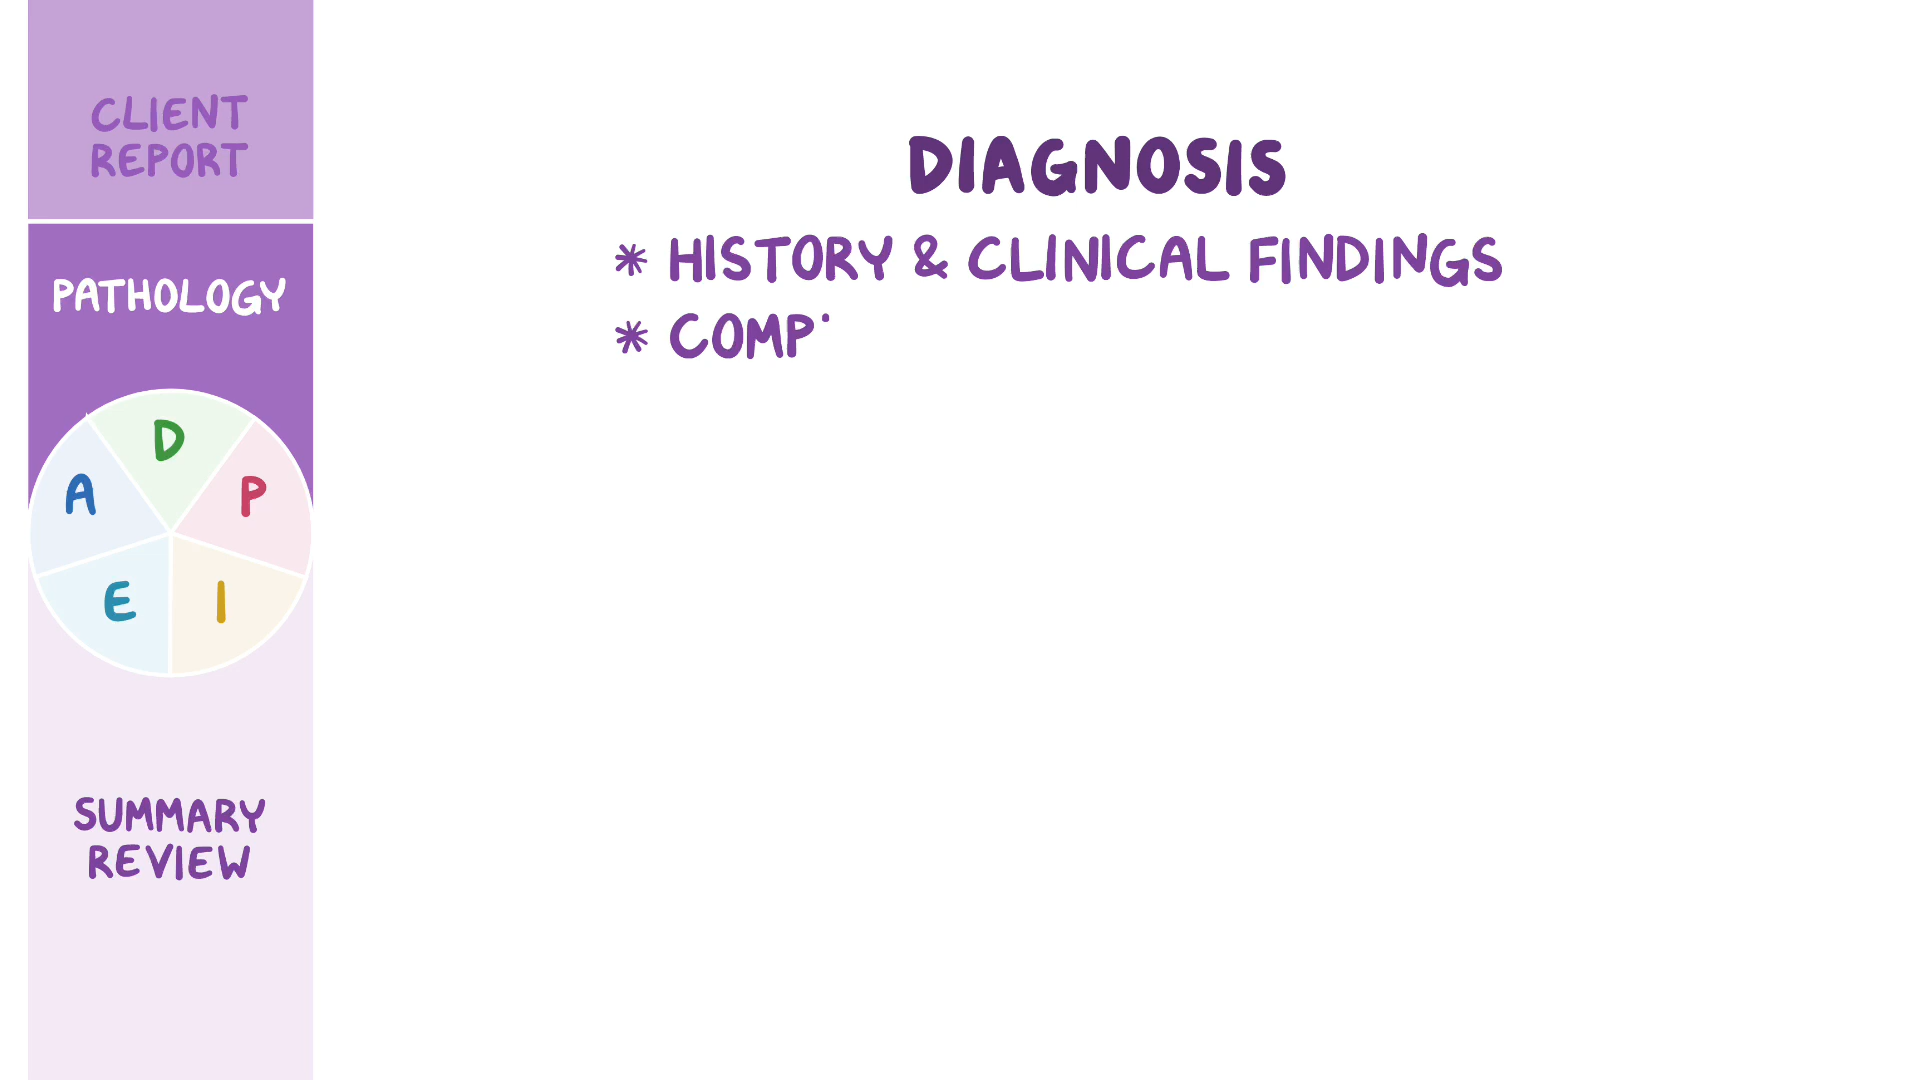 CLIENT
REPORT
PATHOLOGY
D
A
P
E
I
SUMMARY
REVIEW
DIAGNOSIS
* HISTORY & CLINICAL FINDINGS
* COMP